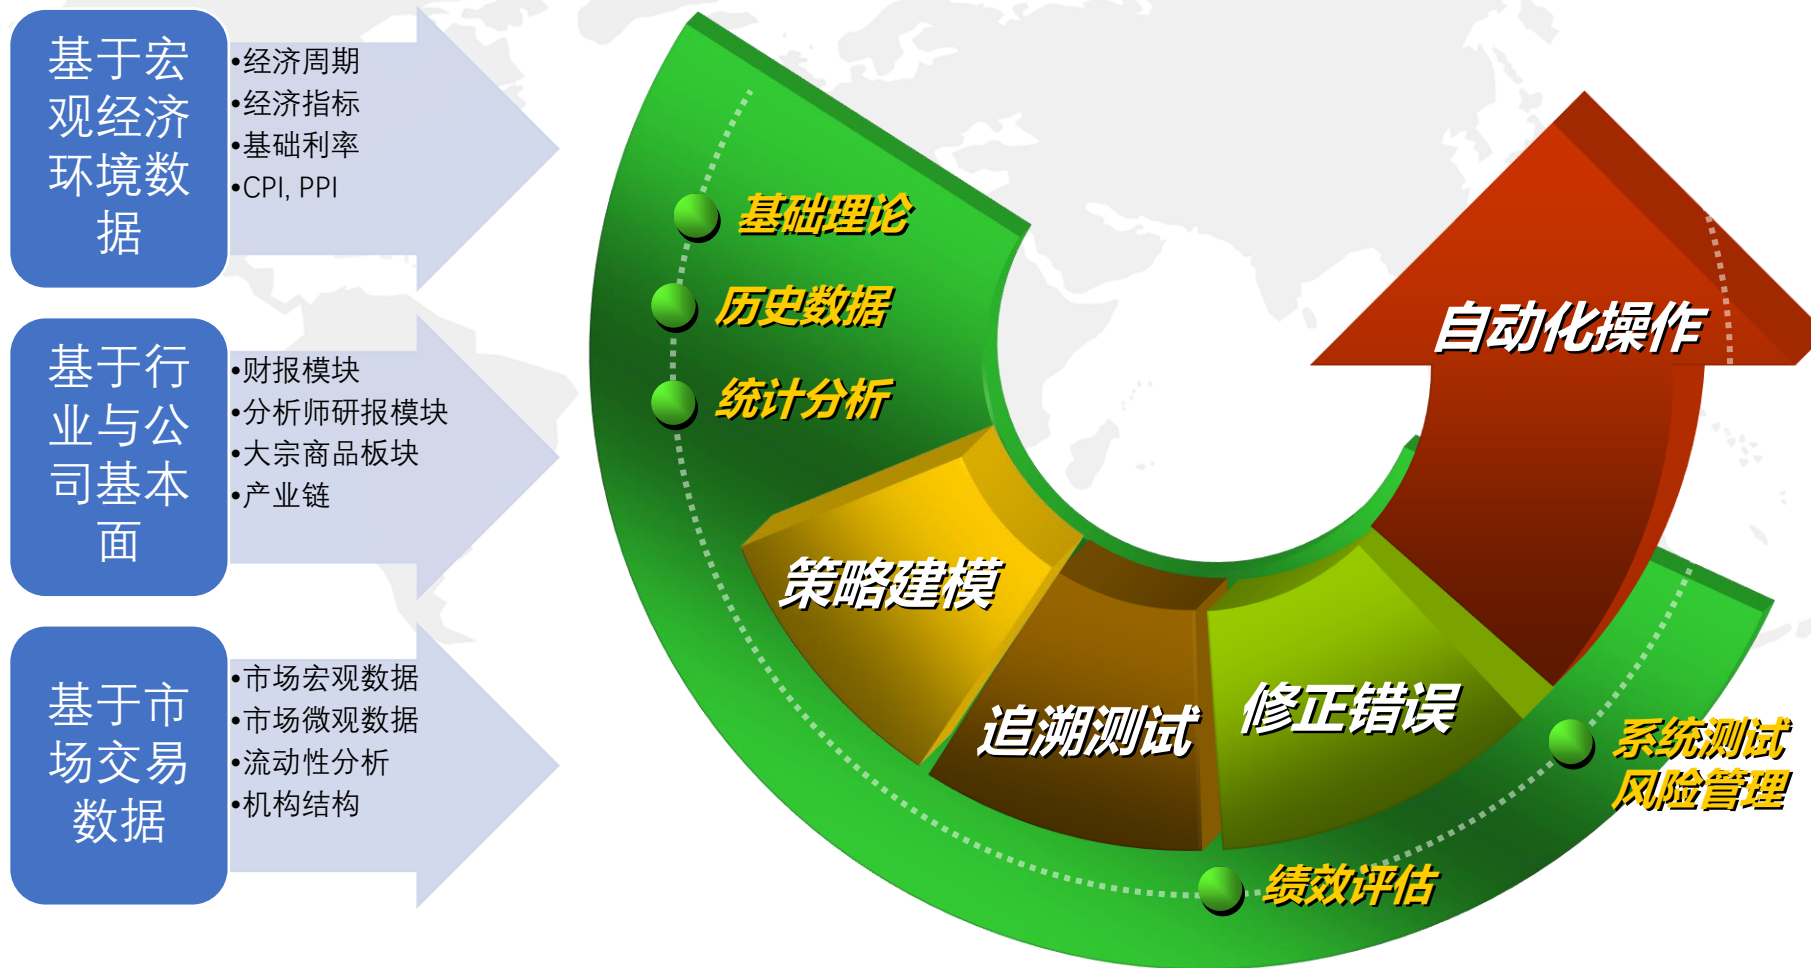 基于宏
观经济
环境数
据
•经济周期
•经济指标
•基础利率
•CPI, PPI
基于行
业与公
司基本
面
•财报模块
•分析师研报模块
•大宗商品板块
•产业链
基于市
场交易
数据
•市场宏观数据
•市场微观数据
•流动性分析
•机构结构
基础理论
历史数据
统计分析
策略建模
追溯测试
修正错误
自动化操作
系统测试
风险管理
绩效评估